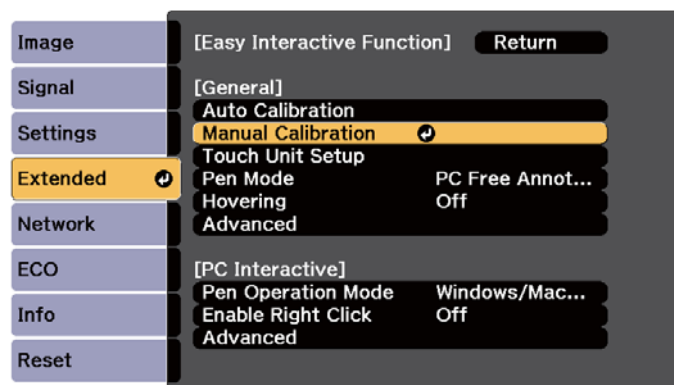 Image
Signal
Settings
Extended
Network
ECO
Info
Reset
[Easy Interactive Function] Return
[General]
Auto Calibration
Manual Calibration
Touch Unit Setup
Pen Mode PC Free Annot...
Hovering Off
Advanced
[PC Interactive]
Pen Operation Mode Windows/Mac...
Enable Right Click Off
Advanced